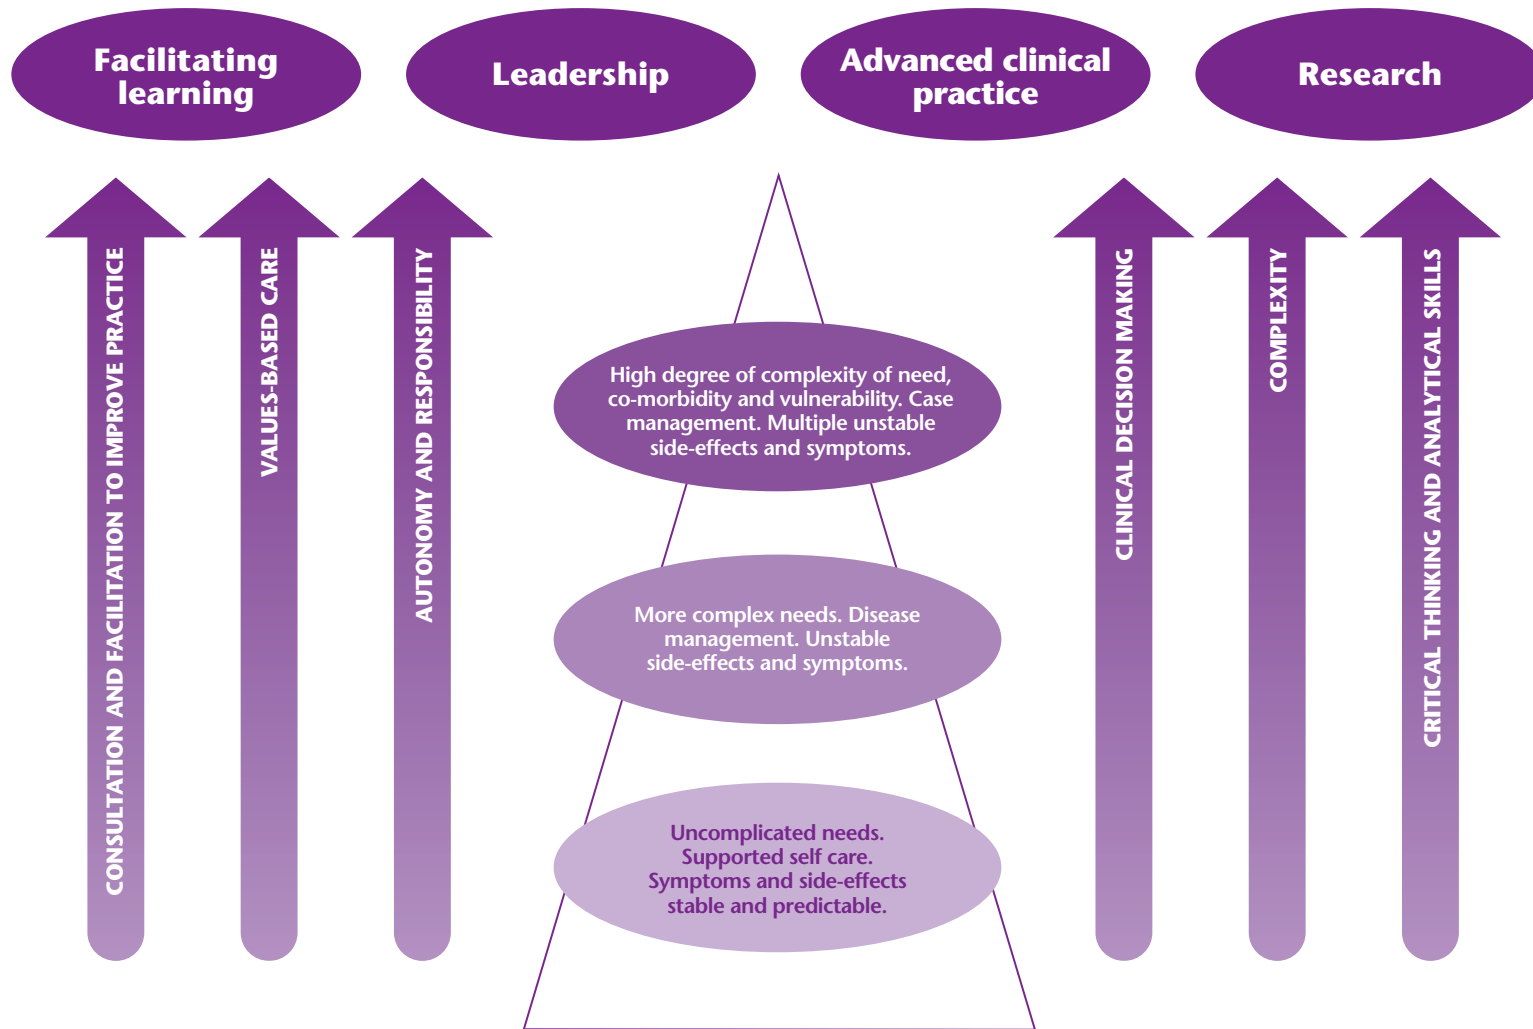 Facilitating
learning
Leadership
Advanced clinical
practice
Research
CONSULTATION AND FACILITATION TO IMPROVE PRACTICE
VALUES-BASED CARE
AUTONOMY AND RESPONSIBILITY
High degree of complexity of need,
co-morbidity and vulnerability. Case
management. Multiple unstable
side-effects and symptoms.
More complex needs. Disease
management. Unstable
side-effects and symptoms.
Uncomplicated needs.
Supported self care.
Symptoms and side-effects
stable and predictable.
CLINICAL DECISION MAKING
COMPLEXITY
CRITICAL THINKING AND ANALYTICAL SKILLS